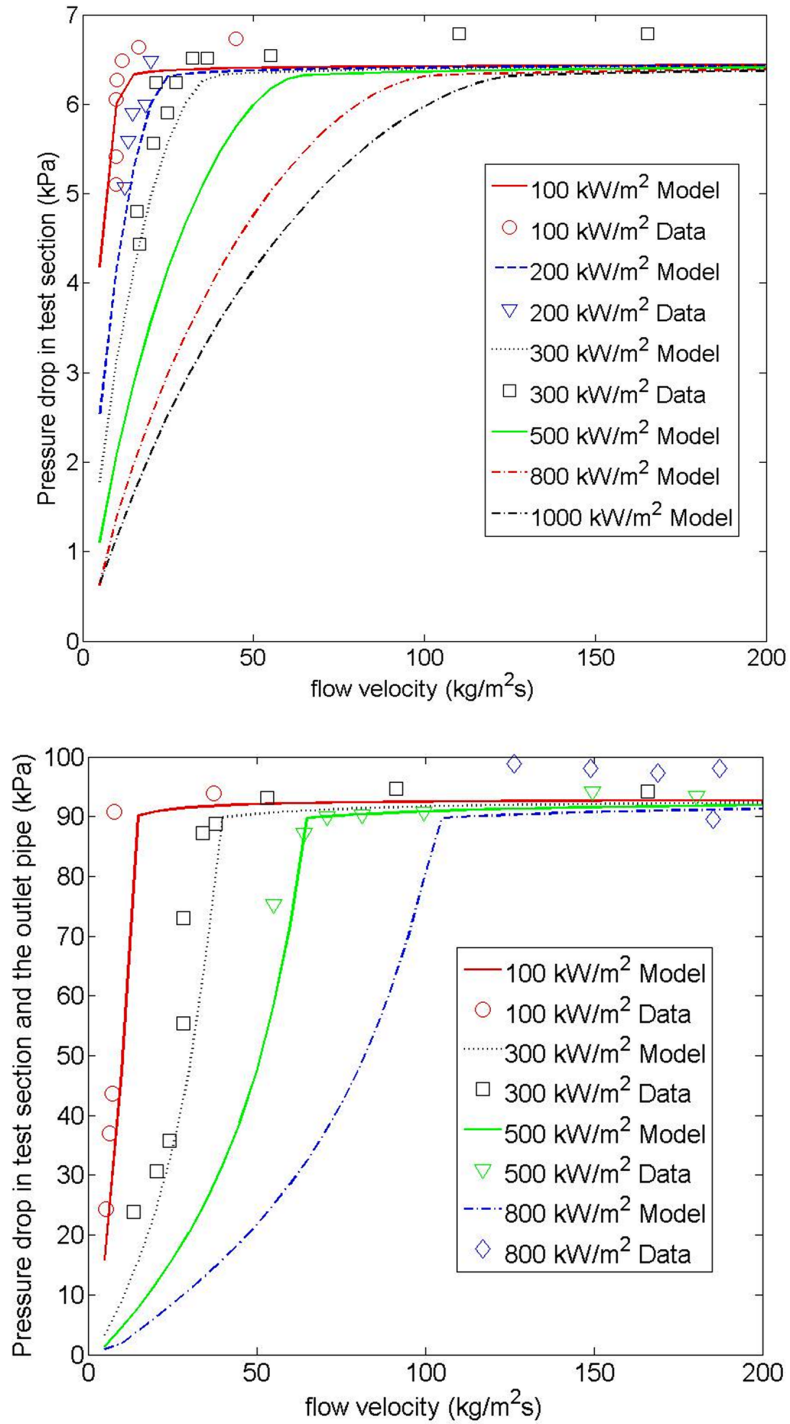 7
6
5
4
3
2
1
0
Pressure drop in test section (kPa)
100 kW/m² Model
100 kW/m² Data
200 kW/m² Model
200 kW/m² Data
300 kW/m² Model
300 kW/m² Data
500 kW/m² Model
800 kW/m² Model
1000 kW/m² Model
0 50 100 150 200
flow velocity (kg/m²s)
100
90
80
70
60
50
40
30
20
10
0
Pressure drop in test section and the outlet pipe (kPa)
100 kW/m² Model
100 kW/m² Data
300 kW/m² Model
300 kW/m² Data
500 kW/m² Model
500 kW/m² Data
800 kW/m² Model
800 kW/m² Data
0 50 100 150 200
flow velocity (kg/m²s)